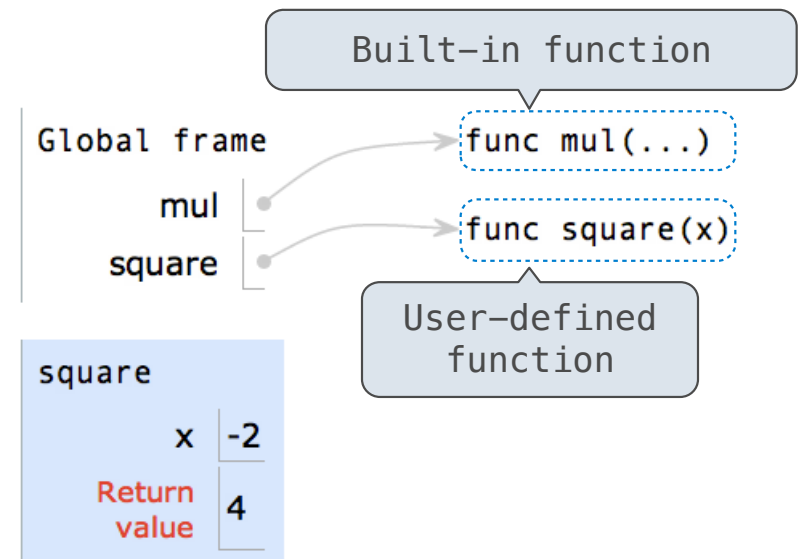 Built-in function
Global frame
func mul(...)
mul
func square(x)
square
User-defined
function
square
x -2
Return
value
4